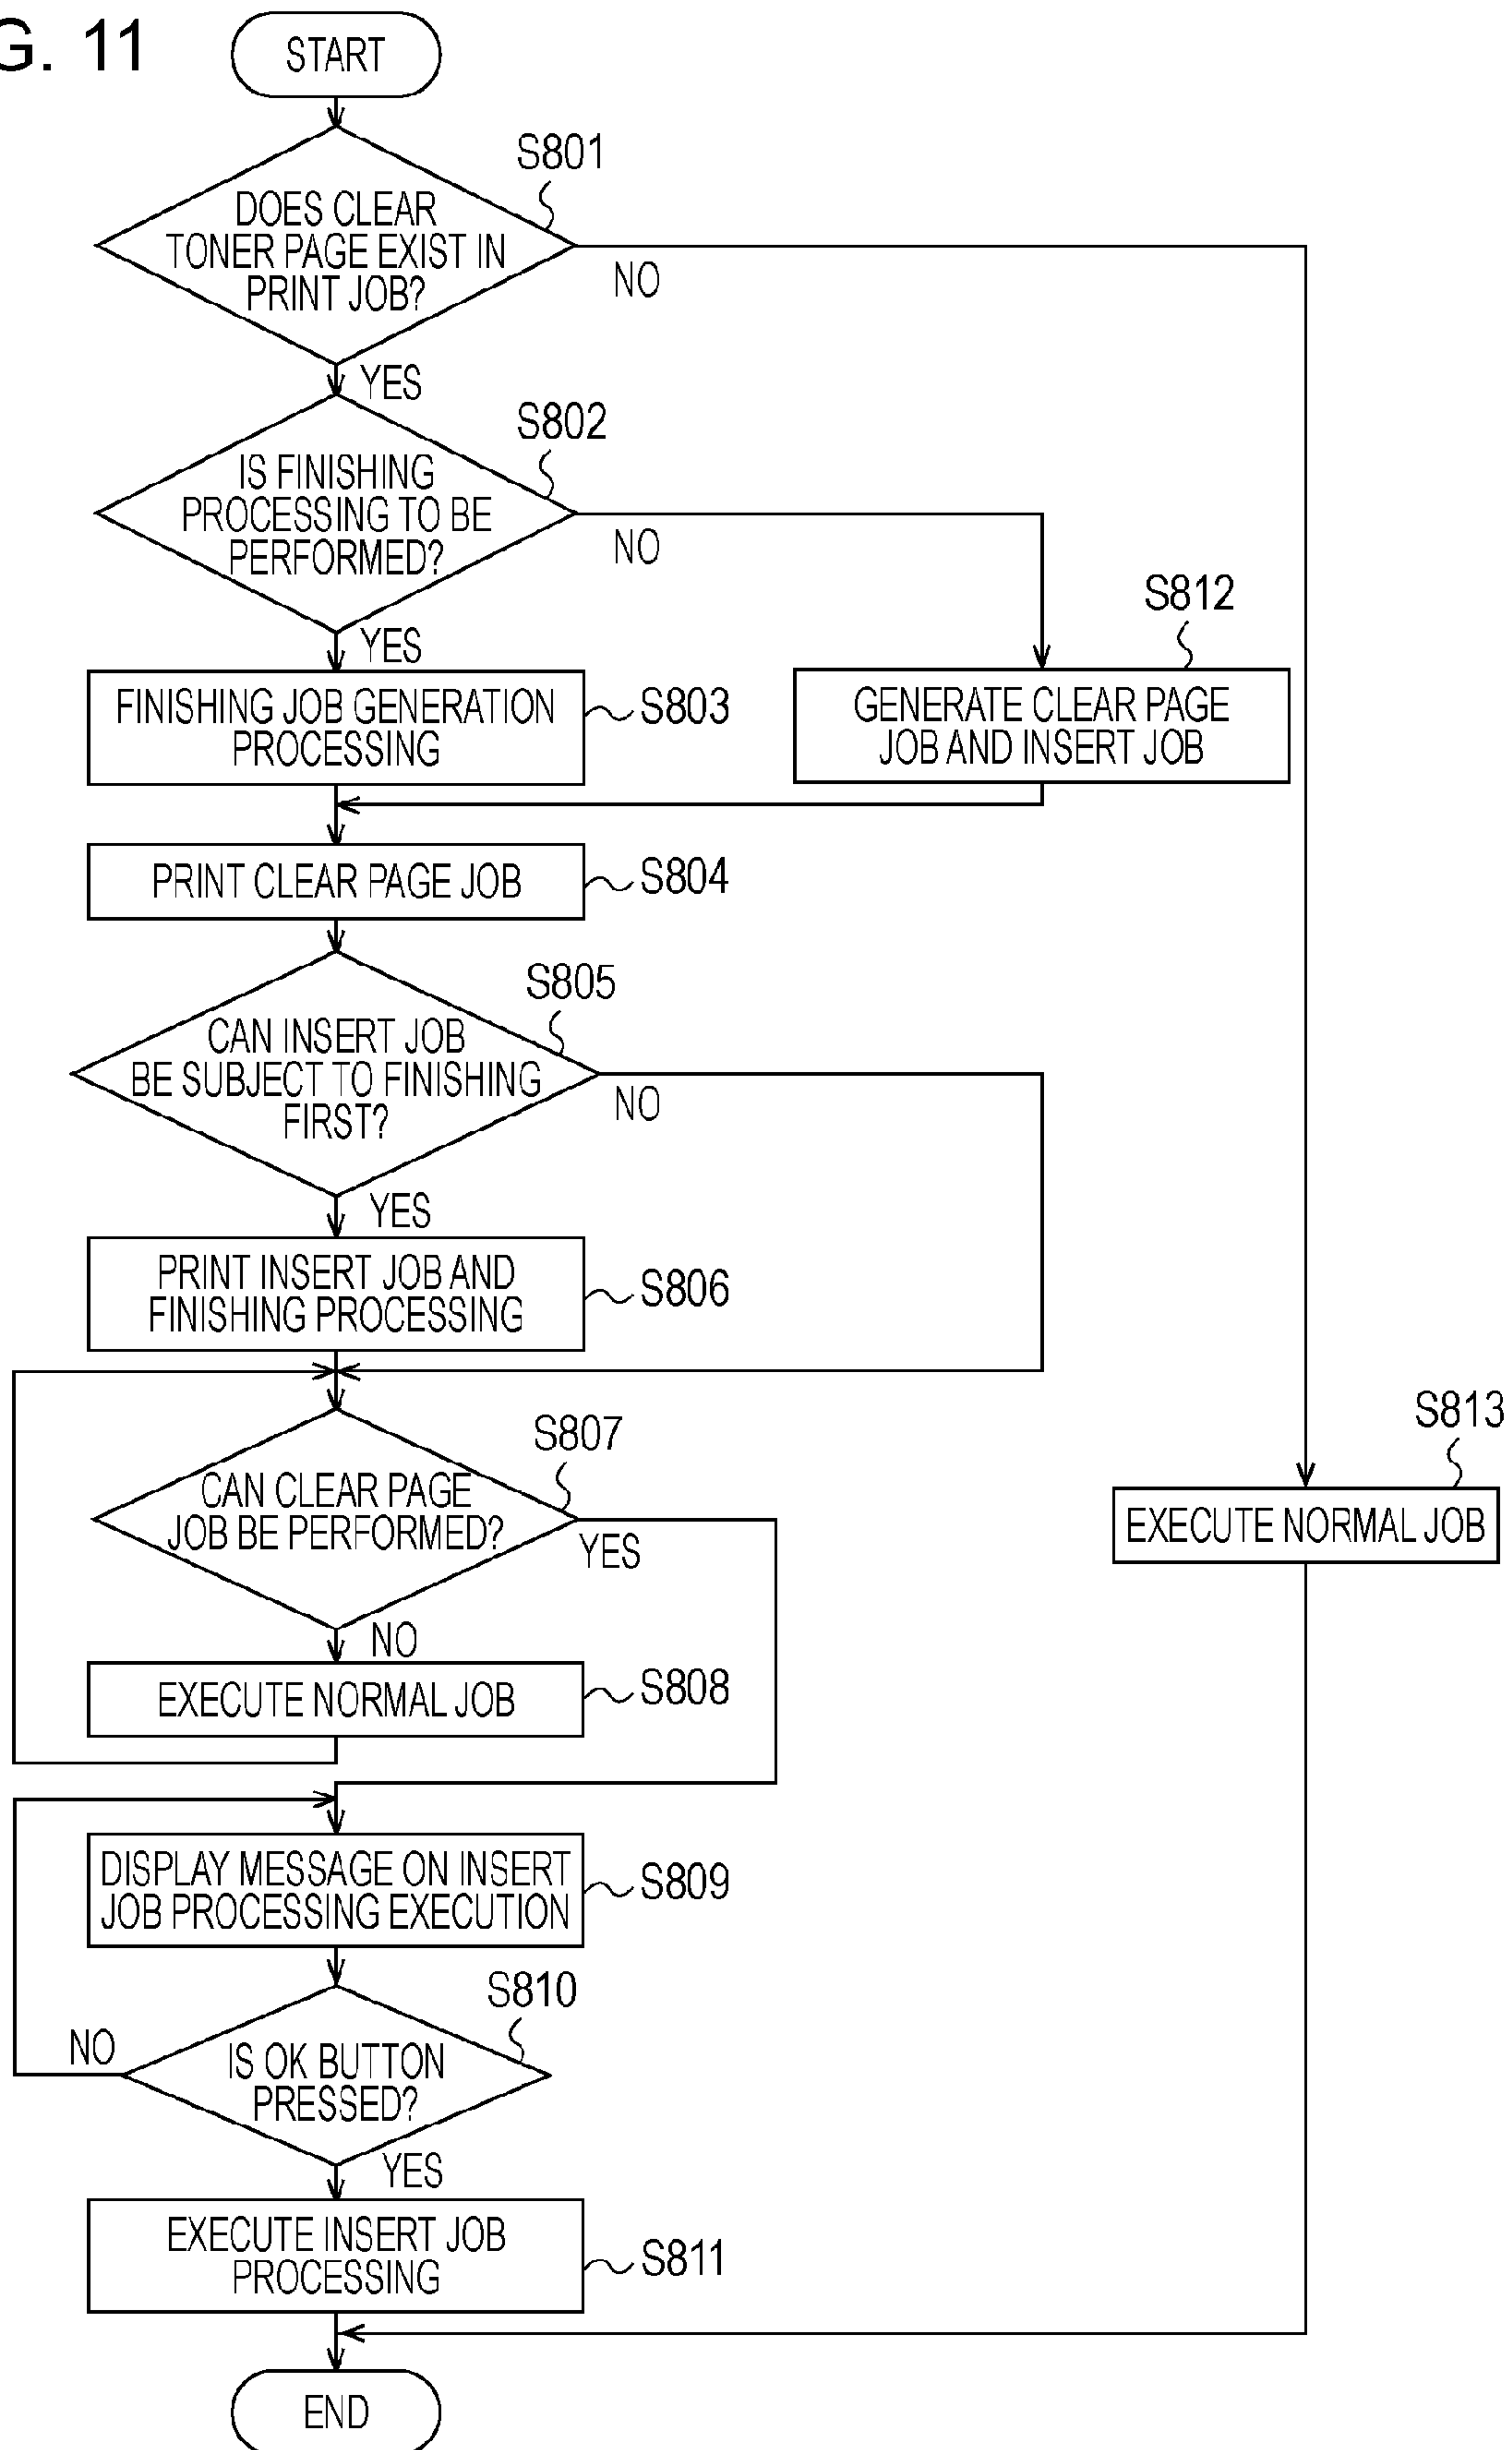 G. 11
START
S801
DOES CLEAR
TONER PAGE EXIST IN
PRINT JOB?
NO
YES
S802
IS FINISHING
PROCESSING TO BE
PERFORMED?
NO
YES
S812
FINISHING JOB GENERATION
PROCESSING
S803
GENERATE CLEAR PAGE
JOB AND INSERT JOB
PRINT CLEAR PAGE JOB
S804
S805
CAN INSERT JOB
BE SUBJECT TO FINISHING
FIRST?
NO
YES
PRINT INSERT JOB AND
FINISHING PROCESSING
S806
S807
CAN CLEAR PAGE
JOB BE PERFORMED?
YES
NO
S813
EXECUTE NORMAL JOB
EXECUTE NORMAL JOB
S808
DISPLAY MESSAGE ON INSERT
JOB PROCESSING EXECUTION
S809
S810
NO
IS OK BUTTON
PRESSED?
YES
EXECUTE INSERT JOB
PROCESSING
S811
END